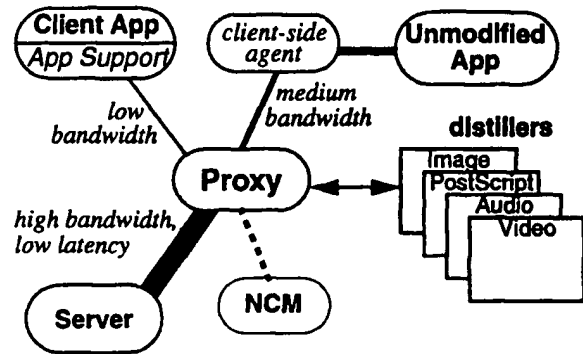 Client App
App Support
client-side
agent
Unmodified
App
low
bandwidth
medium
bandwidth
distillers
Image
PostScript
Audio
Video
Proxy
high bandwidth,
low latency
Server
NCM